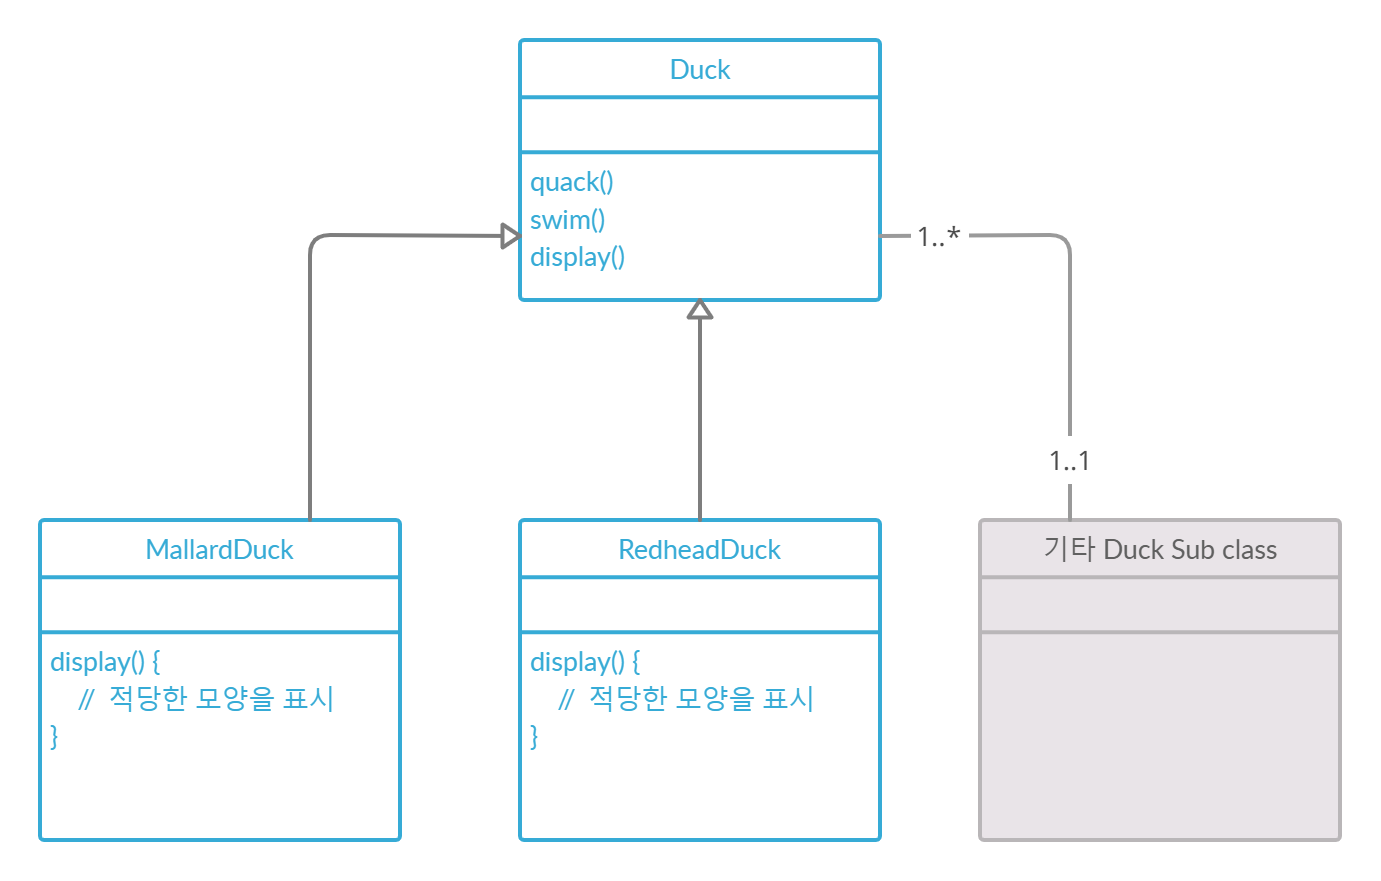 Duck
quack()
swim()
display()
1..*
1..1
MallardDuck
display() {
// 적당한 모양을 표시
}
RedheadDuck
display() {
// 적당한 모양을 표시
}
기타 Duck Sub class